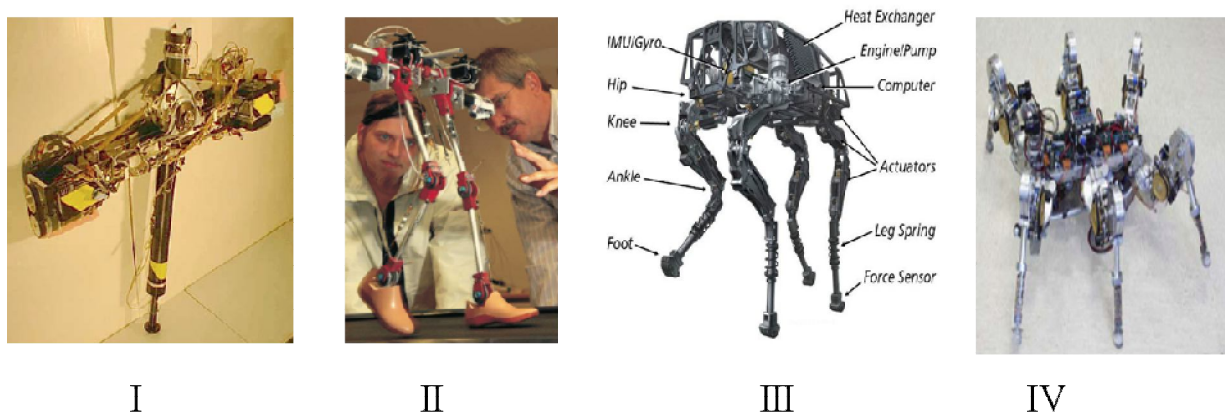 Heat Exchanger
IMU/Gyro
Engine/Pump
Hip
Computer
Knee
Ankle
Actuators
Foot
Leg Spring
Force Sensor
I
II
III
IV